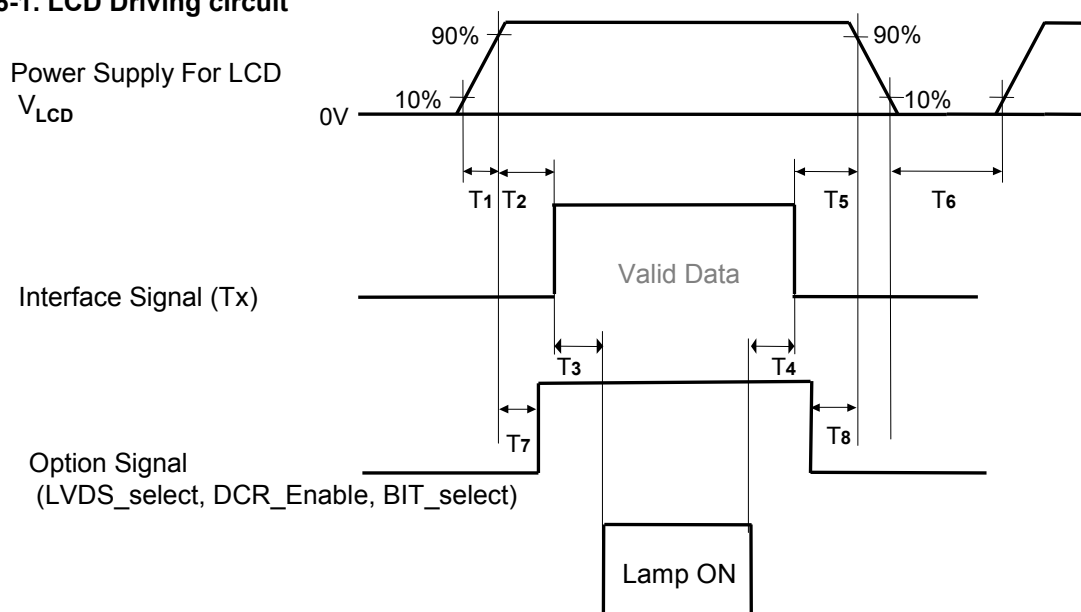 5-1. LCD Driving circuit
90%
90%
Power Supply For LCD
VLCD
10%
10%
0V
T1 T2
T5
T6
Valid Data
Interface Signal (Tx)
T3
T4
T7
T8
Option Signal
(LVDS_select, DCR_Enable, BIT_select)
Lamp ON